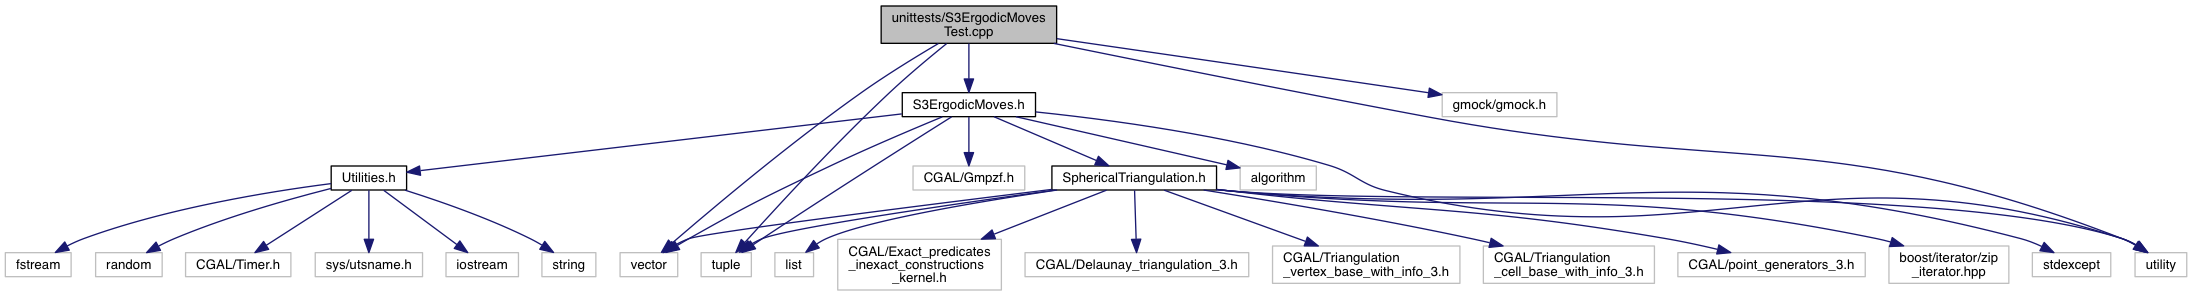 unittests/S3ErgodicMoves
Test.cpp
S3ErgodicMoves.h
gmock/gmock.h
Utilities.h
CGAL/Gmpzf.h
SphericalTriangulation.h
algorithm
fstream
random
CGAL/Timer.h
sys/utsname.h
iostream
string
vector
tuple
list
CGAL/Exact_predicates
_inexact_constructions
_kernel.h
CGAL/Delaunay_triangulation_3.h
CGAL/Triangulation
_vertex_base_with_info_3.h
CGAL/Triangulation
_cell_base_with_info_3.h
CGAL/point_generators_3.h
boost/iterator/zip
_iterator.hpp
stdexcept
utility